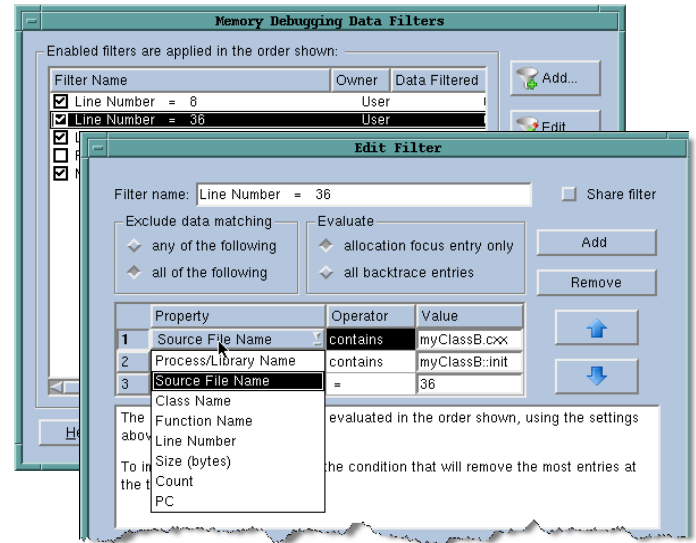 Memory Debugging Data Filters
Enabled filters are applied in the order shown:
Filter Name Owner Data Filtered
Add...
Line Number = 8 User
Line Number = 36 User
Edit
Edit Filter
Filter name: Line Number = 36
Share filter
Exclude data matching
any of the following
all of the following
Evaluate
allocation focus entry only
all backtrace entries
Add
Remove
Property Operator Value
1 Source File Name contains myClassB.cxx
2 contains myClassB::init
3 = 36
Process/Library Name
Source File Name
Class Name
Function Name
Line Number
Size (bytes)
Count
PC
The evaluated in the order shown, using the settings
abov
To im the condition that will remove the most entries at
the t
He